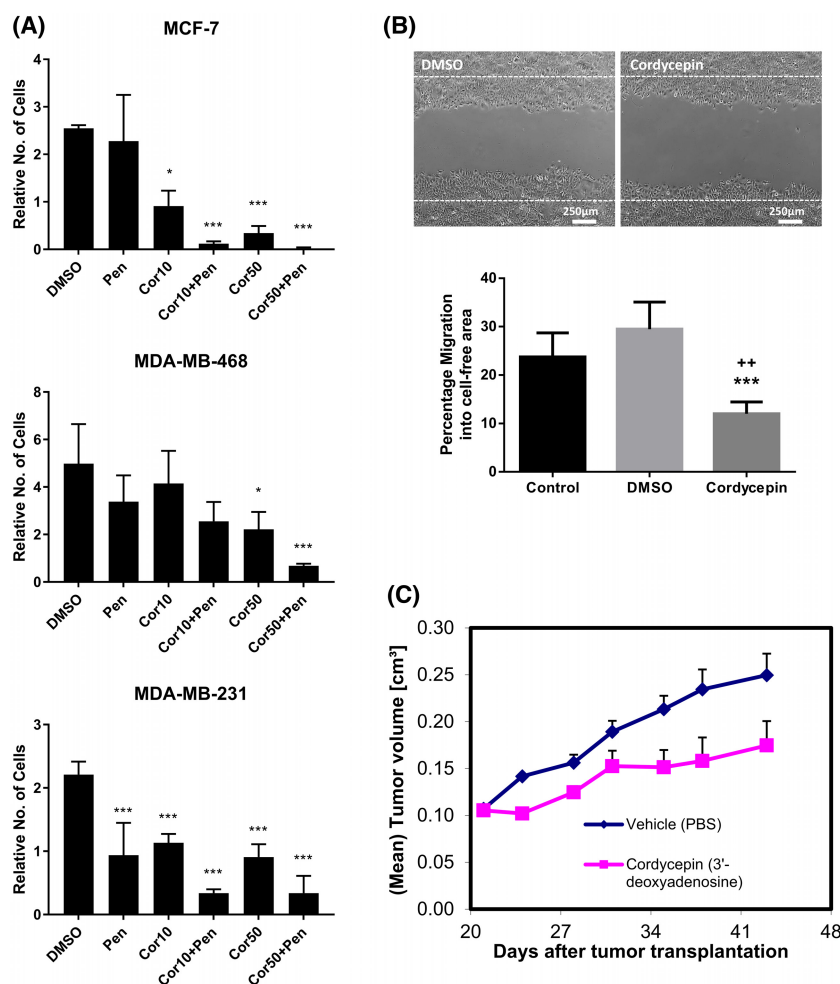 (A)
MCF-7
Relative No. of Cells
4
3
2
1
0
DMSO
Pen
Cor10
Cor10+Pen
Cor50
Cor50+Pen
*
***
***
***
MDA-MB-468
Relative No. of Cells
8
6
4
2
0
DMSO
Pen
Cor10
Cor10+Pen
Cor50
Cor50+Pen
*
***
MDA-MB-231
Relative No. of Cells
3
2
1
0
DMSO
Pen
Cor10
Cor10+Pen
Cor50
Cor50+Pen
***
***
***
***
***
(B)
DMSO
250µm
Cordycepin
250µm
Percentage Migration
into cell-free area
40
30
20
10
0
++
***
Control
DMSO
Cordycepin
(C)
(Mean) Tumor volume [cm³]
0.30
0.25
0.20
0.15
0.10
0.05
0.00
Vehicle (PBS)
Cordycepin (3'-
deoxyadenosine)
20
27
34
41
48
Days after tumor transplantation